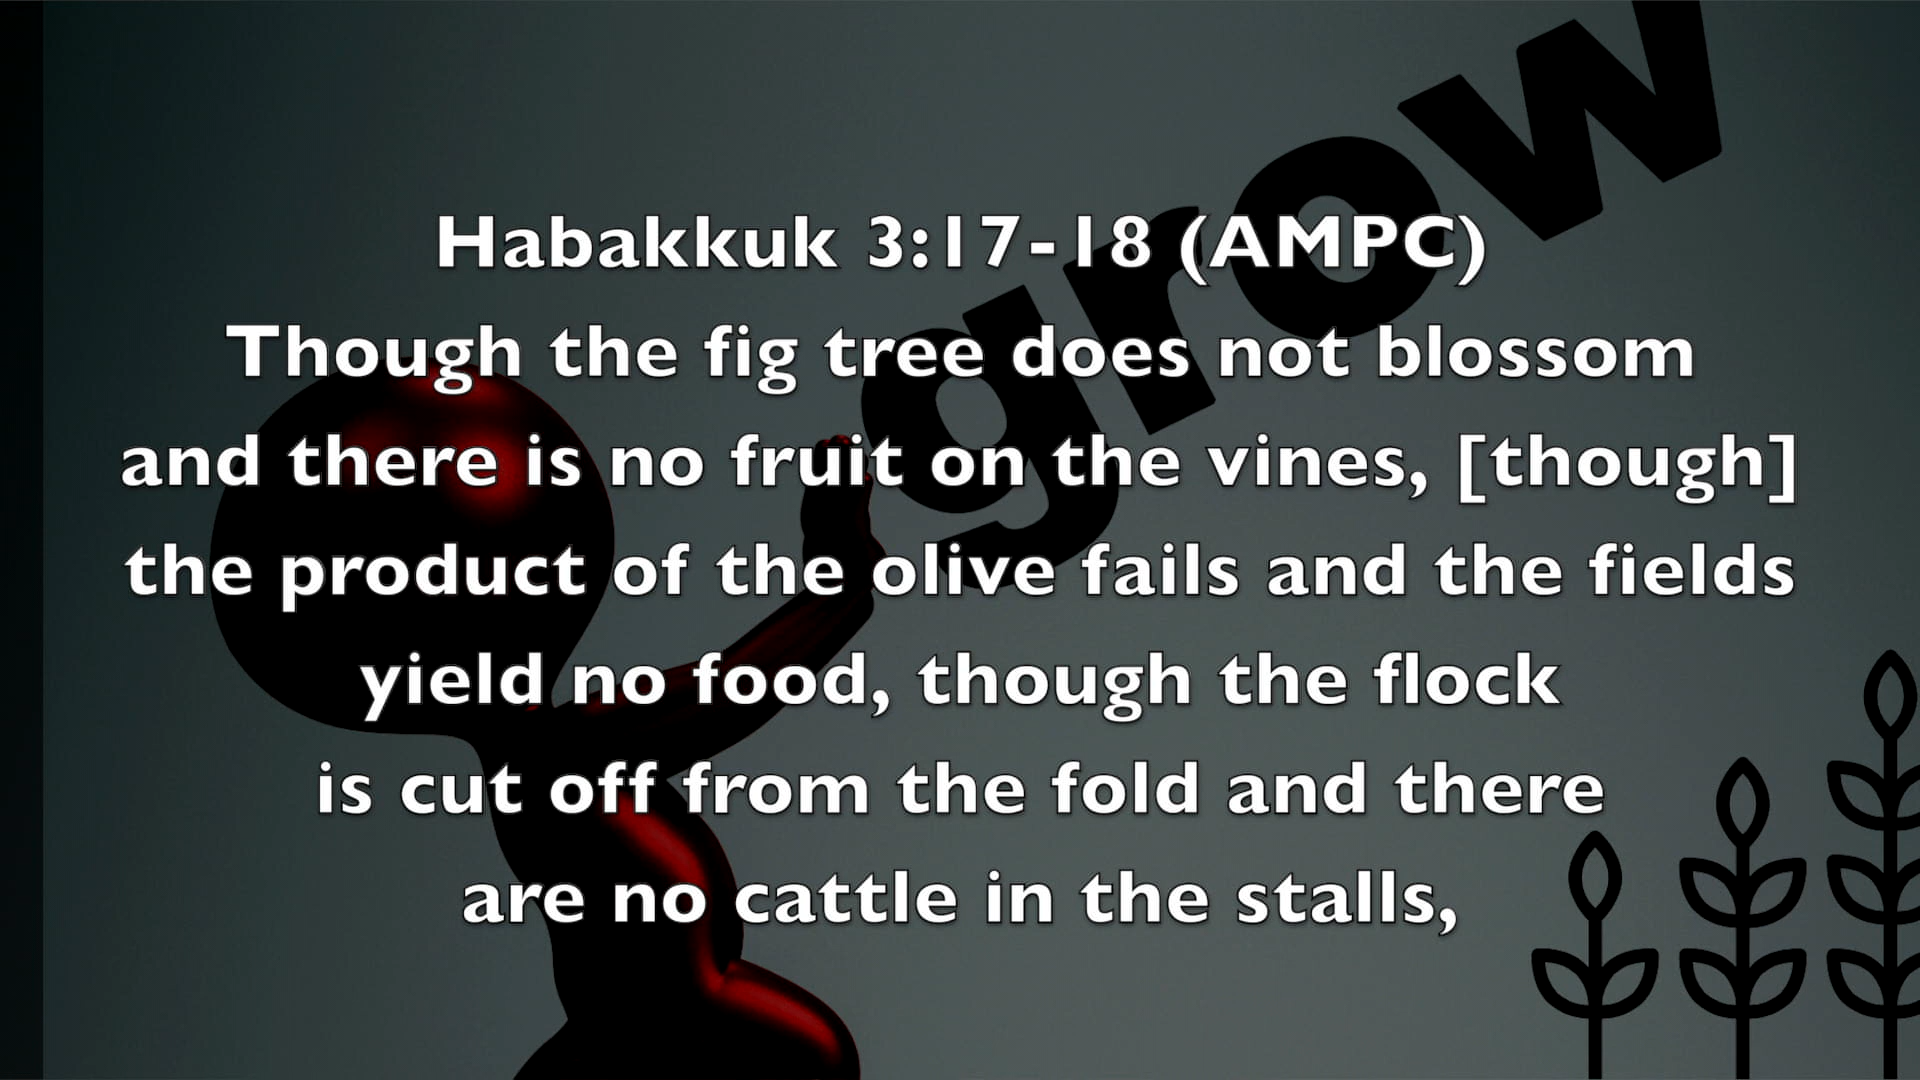 grow
Habakkuk 3:17-18 (AMPC)
Though the fig tree does not blossom
and there is no fruit on the vines, [though]
the product of the olive fails and the fields
yield no food, though the flock
is cut off from the fold and there
are no cattle in the stalls,